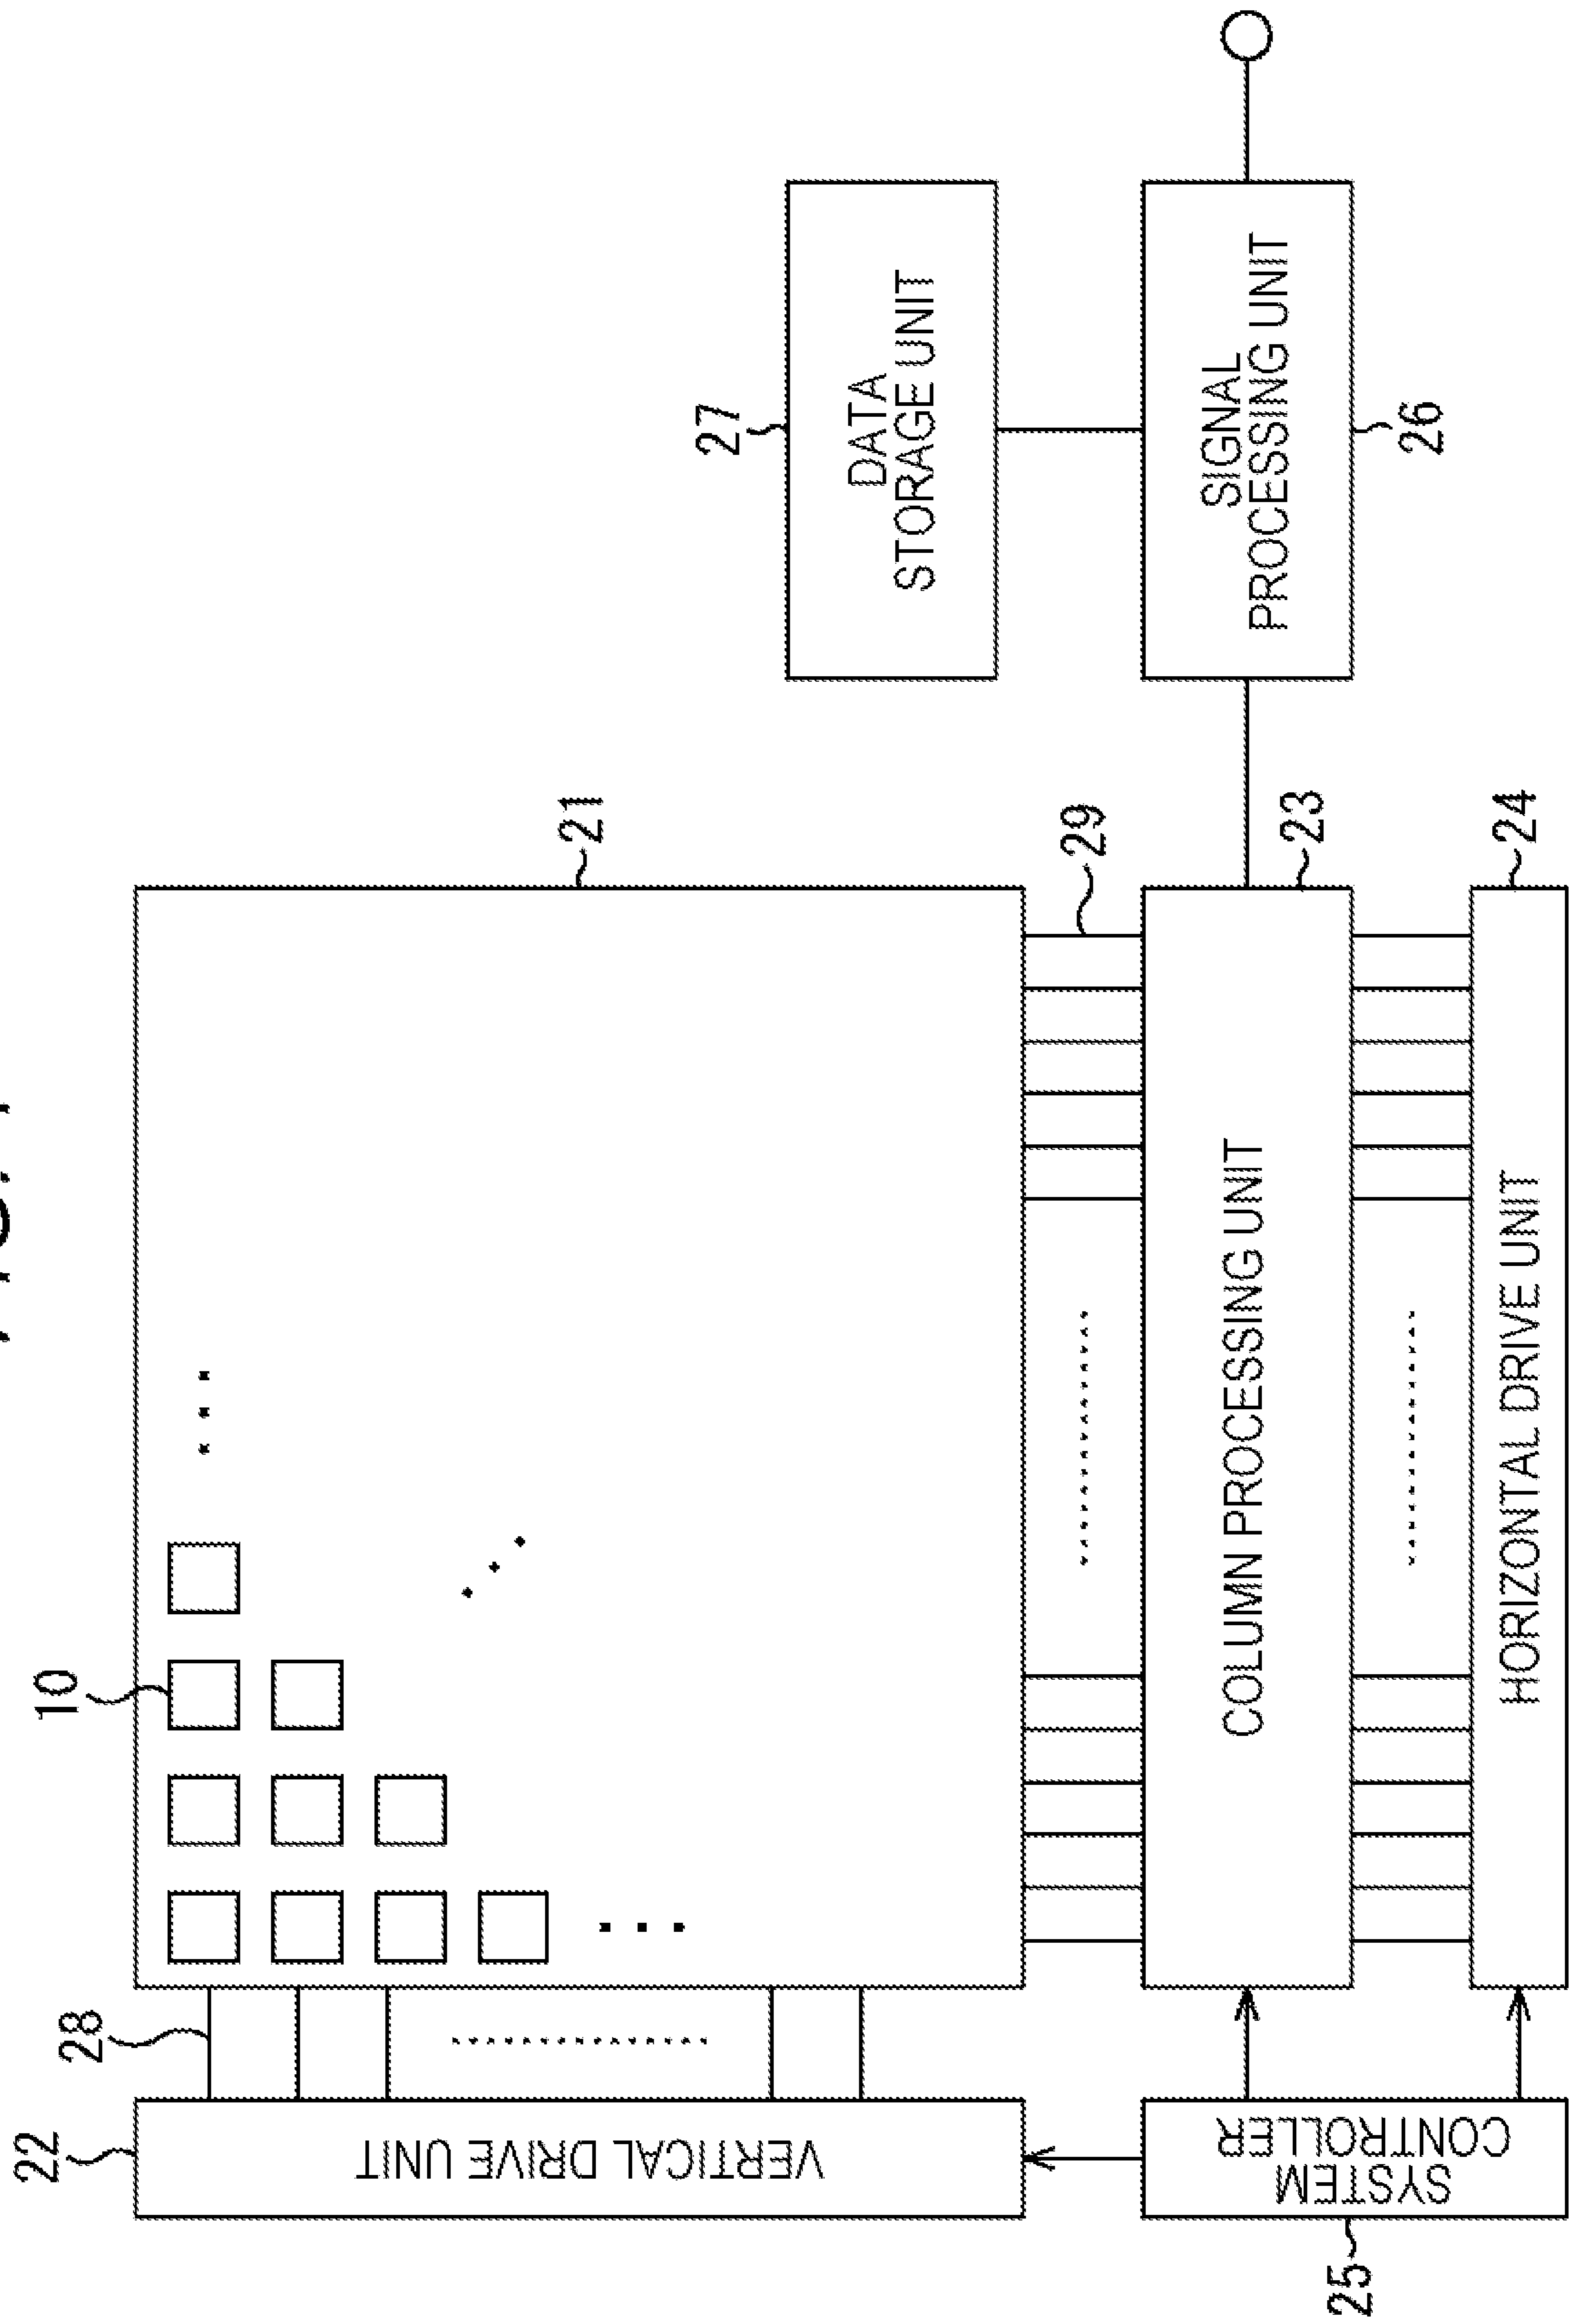 22
28
10
21
VERTICAL DRIVE UNIT
27
DATA
STORAGE UNIT
29
25
SYSTEM
CONTROLLER
COLUMN PROCESSING UNIT
23
SIGNAL
PROCESSING UNIT
26
HORIZONTAL DRIVE UNIT
24